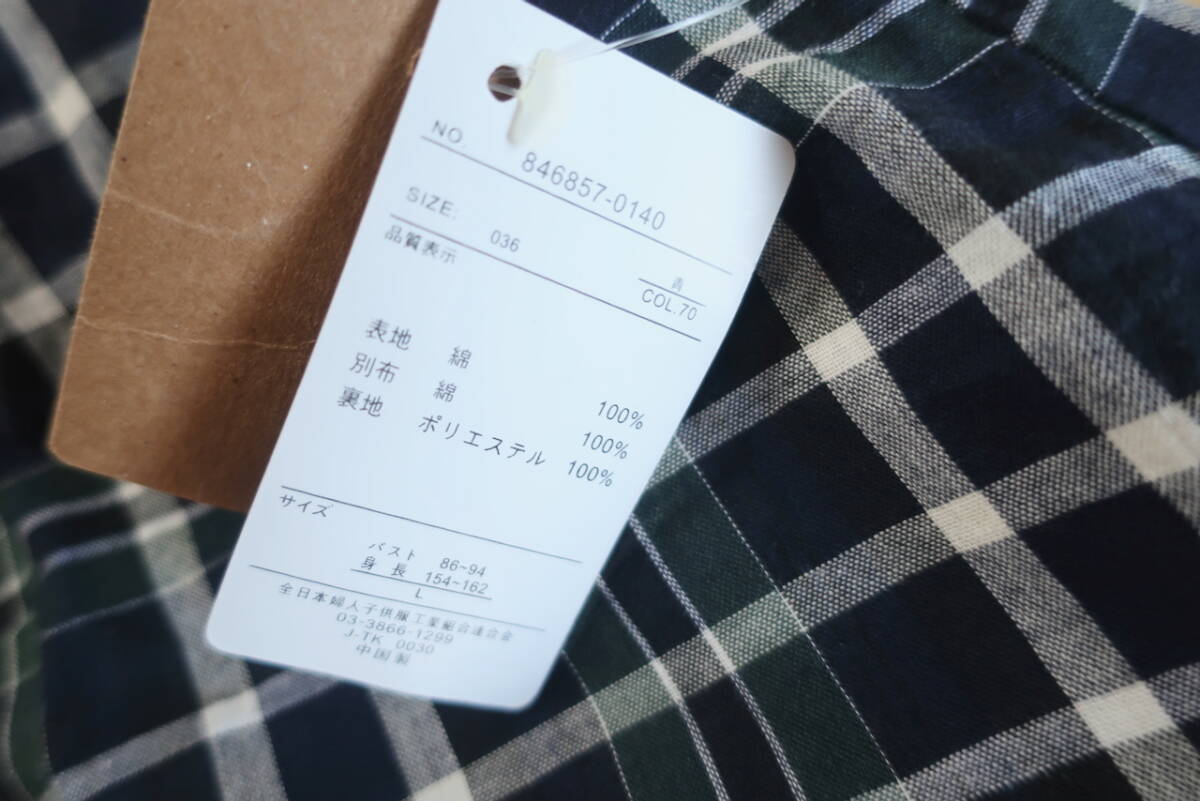 NO. 846857-0140
SIZE: 036
青
COL.70
品質表示
表地 綿 100%
別布 綿 100%
裏地 ポリエステル 100%
サイズ
バスト 86~94
身長 154~162
L
全日本婦人子供服工業組合連合会
03-3866-1299
J-TK 0030
中国製